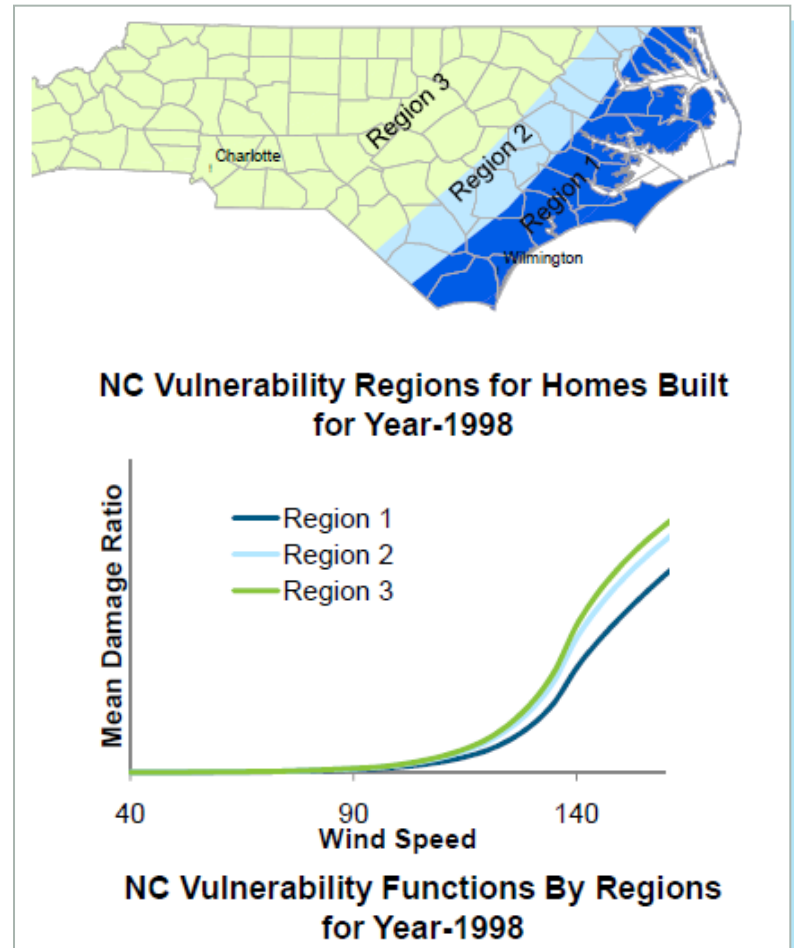 Region 3
Charlotte
Region 2
Region 1
Wilmington
NC Vulnerability Regions for Homes Built
for Year-1998
Mean Damage Ratio
Region 1
Region 2
Region 3
40 90 140
Wind Speed
NC Vulnerability Functions By Regions
for Year-1998